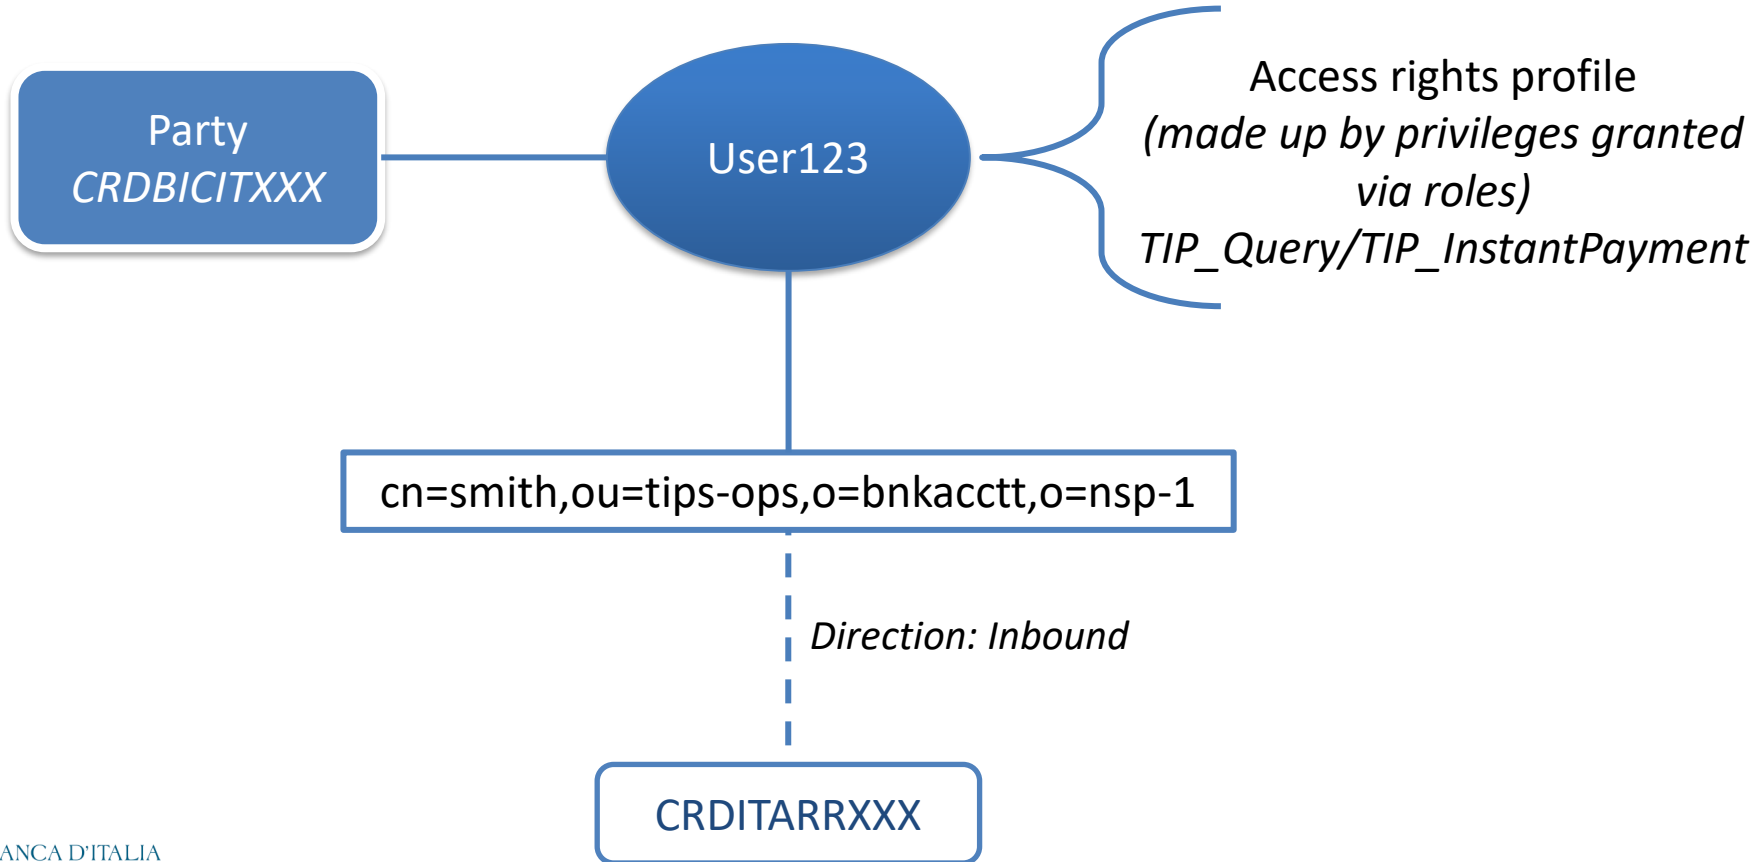 Party
CRDBICITXXX
User123
Access rights profile
(made up by privileges granted
via roles)
TIP_Query/TIP_InstantPayment
cn=smith,ou=tips-ops,o=bnkacctt,o=nsp-1
Direction: Inbound
CRDITARRXXX
ANCA D'ITALIA